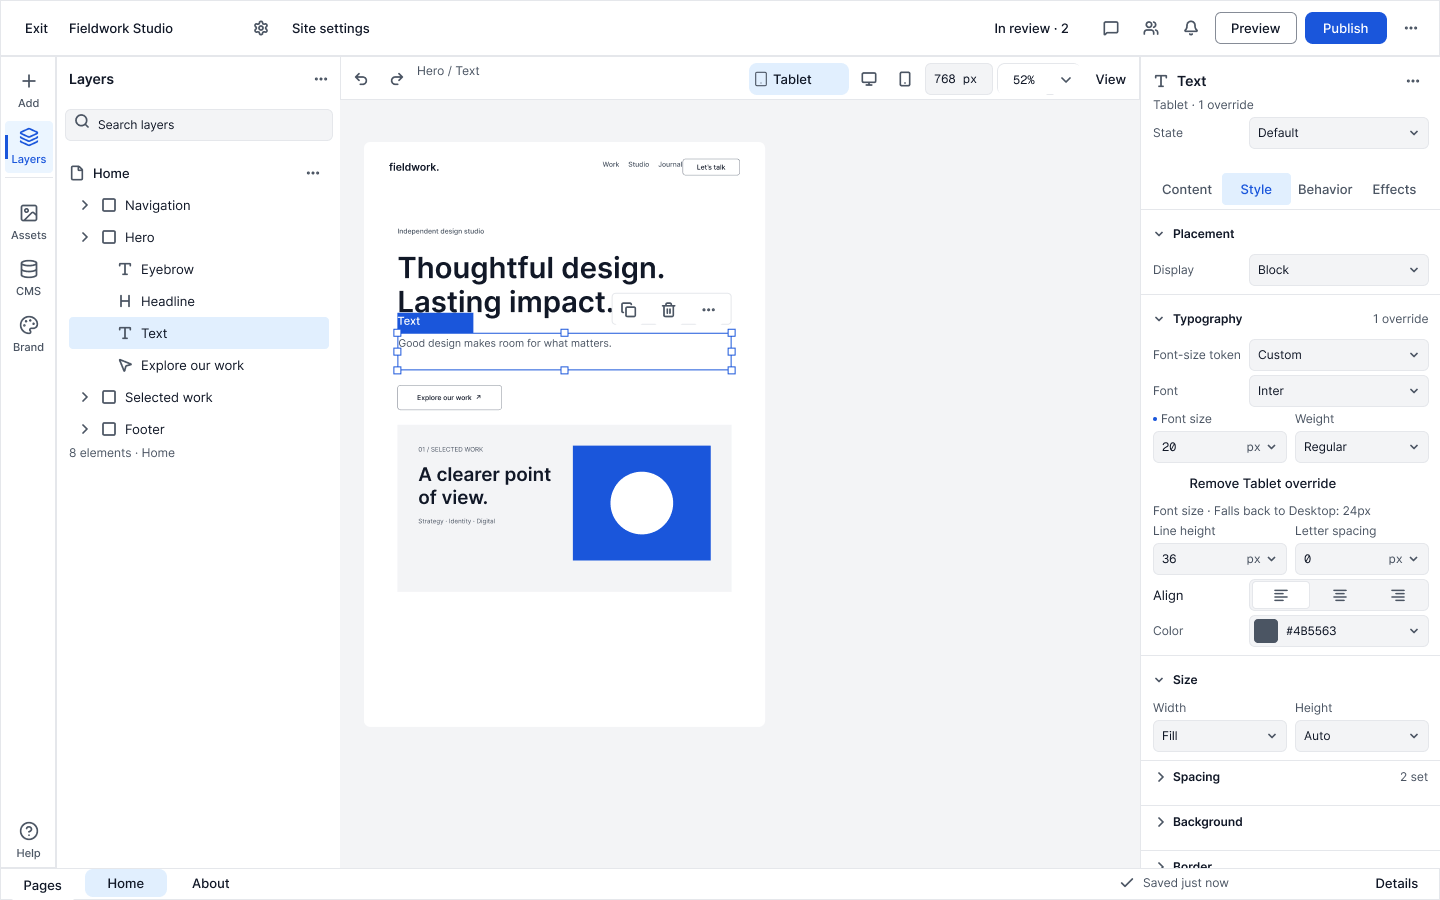 Exit
Fieldwork Studio
Site settings
In review · 2
Preview
Publish
Add
Layers
Assets
CMS
Brand
Help
Layers
Search layers
Home
Navigation
Hero
Eyebrow
Headline
Text
Explore our work
Selected work
Footer
8 elements · Home
Hero / Text
Tablet
768 px
52%
View
fieldwork.
Work Studio Journal
Let's talk
Independent design studio
Thoughtful design.
Lasting impact.
Text
Good design makes room for what matters.
Explore our work ↗
01 / SELECTED WORK
A clearer point
of view.
Strategy · Identity · Digital
Text
Tablet · 1 override
State
Default
Content
Style
Behavior
Effects
Placement
Display
Block
Typography
1 override
Font-size token
Custom
Font
Inter
Font size
Weight
20 px
Regular
Remove Tablet override
Font size · Falls back to Desktop: 24px
Line height
Letter spacing
36 px
0 px
Align
Color
#4B5563
Size
Width
Height
Fill
Auto
Spacing
2 set
Background
Border
Pages
Home
About
Saved just now
Details